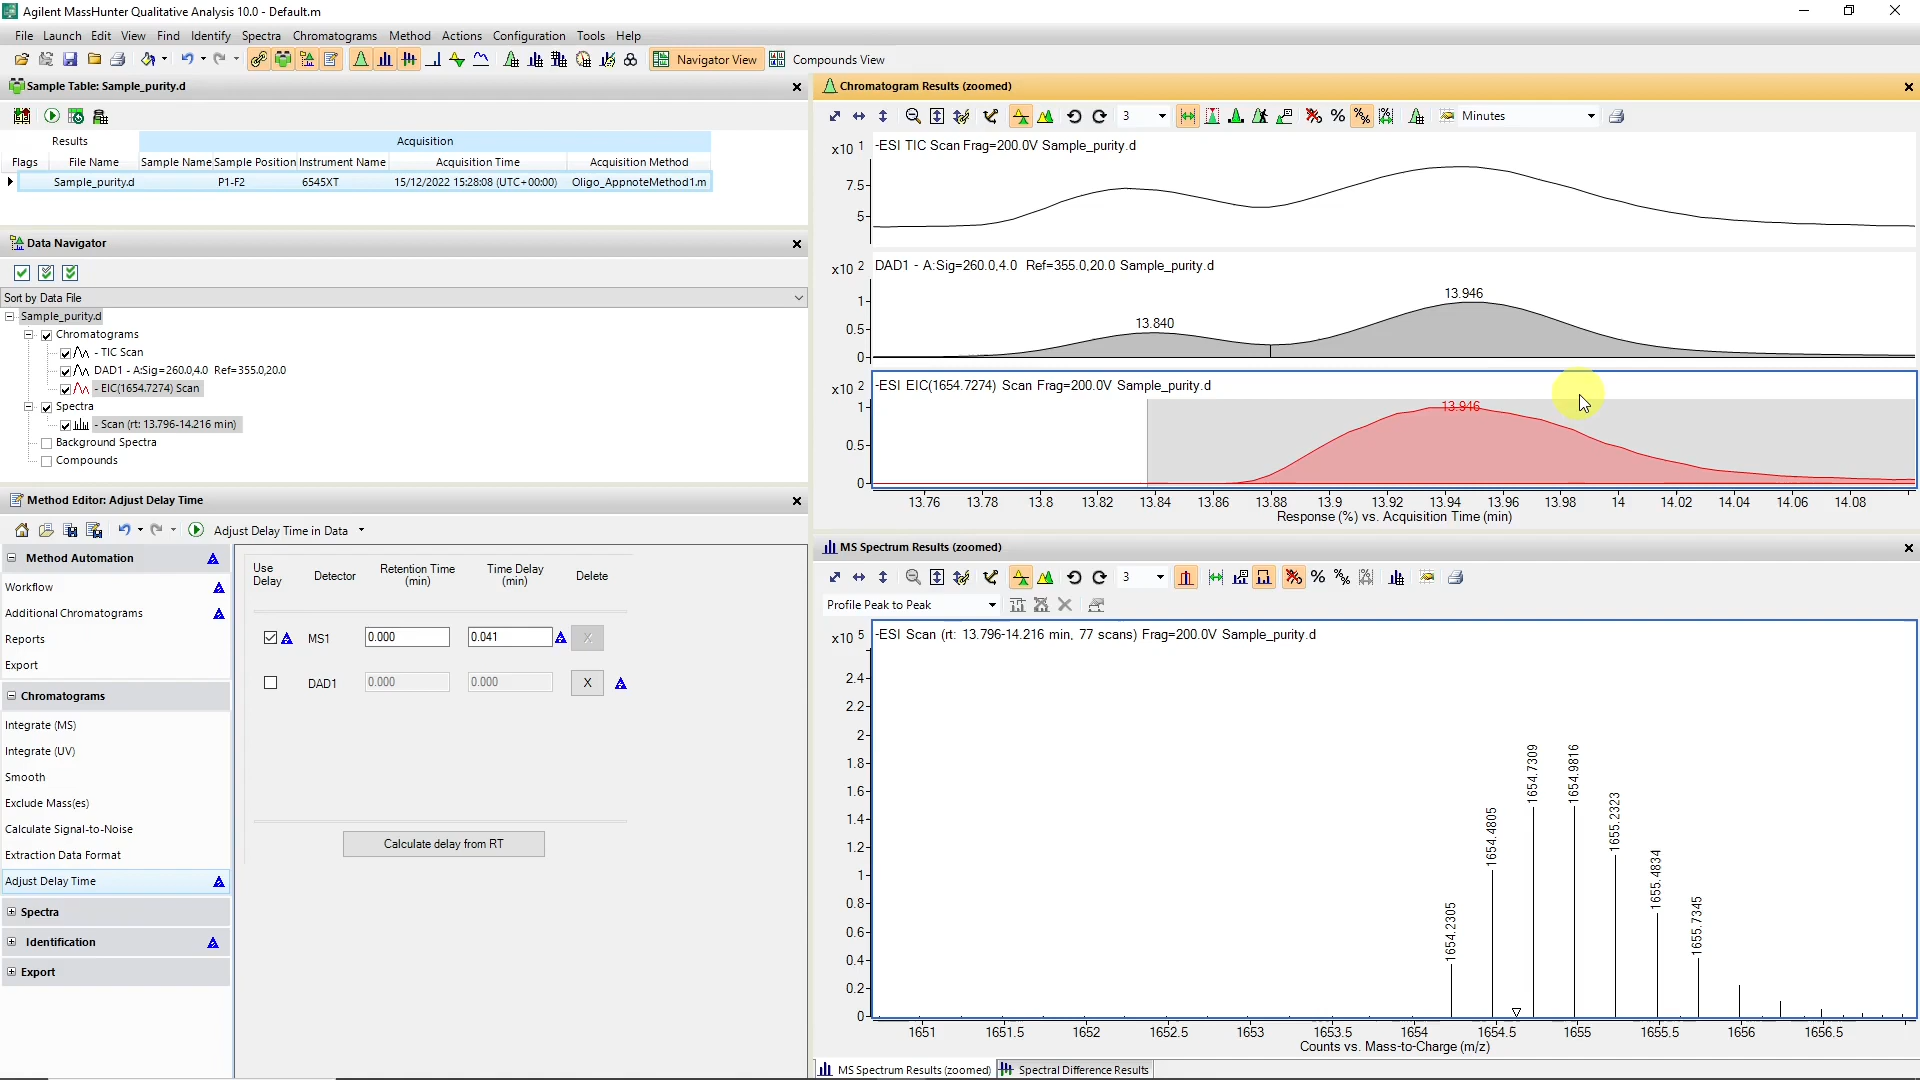 Agilent MassHunter Qualitative Analysis 10.0 - Default.m
File Launch Edit View Find Identify Spectra Chromatograms Method Actions Configuration Tools Help
Navigator View Compounds View
Sample Table: Sample_purity.d
Results Acquisition
Flags File Name Sample Name Sample Position Instrument Name Acquisition Time Acquisition Method
Sample_purity.d P1-F2 6545XT 15/12/2022 15:28:08 (UTC+00:00) Oligo_AppnoteMethod1.m
Data Navigator
Sort by Data File
Sample_purity.d
Chromatograms
- TIC Scan
DAD1 - A:Sig=260.0,4.0 Ref=355.0,20.0
- EIC(1654.7274) Scan
Spectra
- Scan (rt: 13.796-14.216 min)
Background Spectra
Compounds
Method Editor: Adjust Delay Time
Adjust Delay Time in Data
Method Automation
Workflow
Additional Chromatograms
Reports
Export
Chromatograms
Integrate (MS)
Integrate (UV)
Smooth
Exclude Mass(es)
Calculate Signal-to-Noise
Extraction Data Format
Adjust Delay Time
Spectra
Identification
Export
Use Delay Detector Retention Time (min) Time Delay (min) Delete
MS1 0.000 0.041 X
DAD1 0.000 0.000 X
Calculate delay from RT
Chromatogram Results (zoomed)
3 Minutes
x10 1 -ESI TIC Scan Frag=200.0V Sample_purity.d
7.5
5
x10 2 DAD1 - A:Sig=260.0,4.0 Ref=355.0,20.0 Sample_purity.d
13.946
1
13.840
0.5
0
x10 2 -ESI EIC(1654.7274) Scan Frag=200.0V Sample_purity.d
1 13.946
0.5
0
13.76 13.78 13.8 13.82 13.84 13.86 13.88 13.9 13.92 13.94 13.96 13.98 14 14.02 14.04 14.06 14.08
Response (%) vs. Acquisition Time (min)
MS Spectrum Results (zoomed)
3
Profile Peak to Peak
x10 5 -ESI Scan (rt: 13.796-14.216 min, 77 scans) Frag=200.0V Sample_purity.d
2.4
2.2
2
1.8
1.6
1.4
1.2
1
0.8
0.6
0.4
0.2
0
1654.2305
1654.4805
1654.7309
1654.9816
1655.2323
1655.4834
1655.7345
1651 1651.5 1652 1652.5 1653 1653.5 1654 1654.5 1655 1655.5 1656 1656.5
Counts vs. Mass-to-Charge (m/z)
MS Spectrum Results (zoomed) Spectral Difference Results